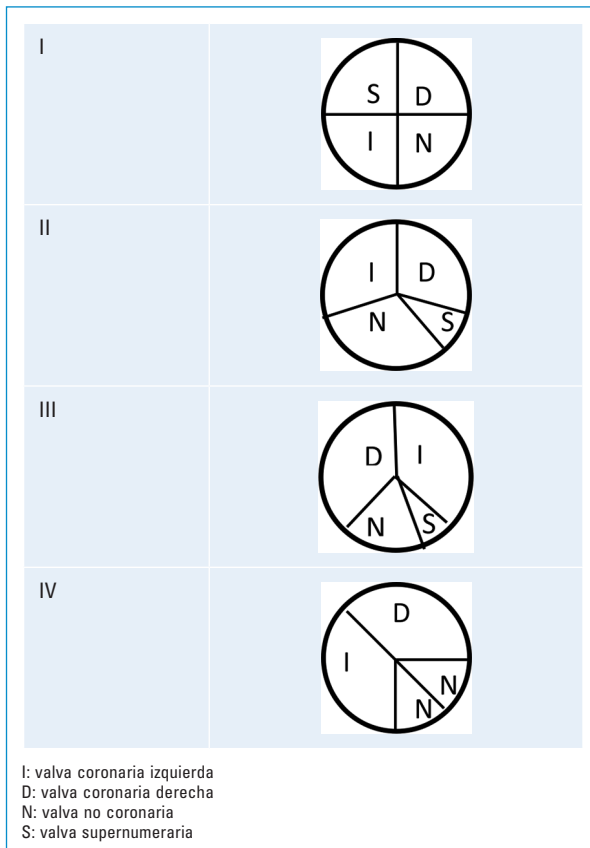 I
S D
I N
II
I D
N S
III
D I
N S
IV
D
I
N
N
I: valva coronaria izquierda
D: valva coronaria derecha
N: valva no coronaria
S: valva supernumeraria